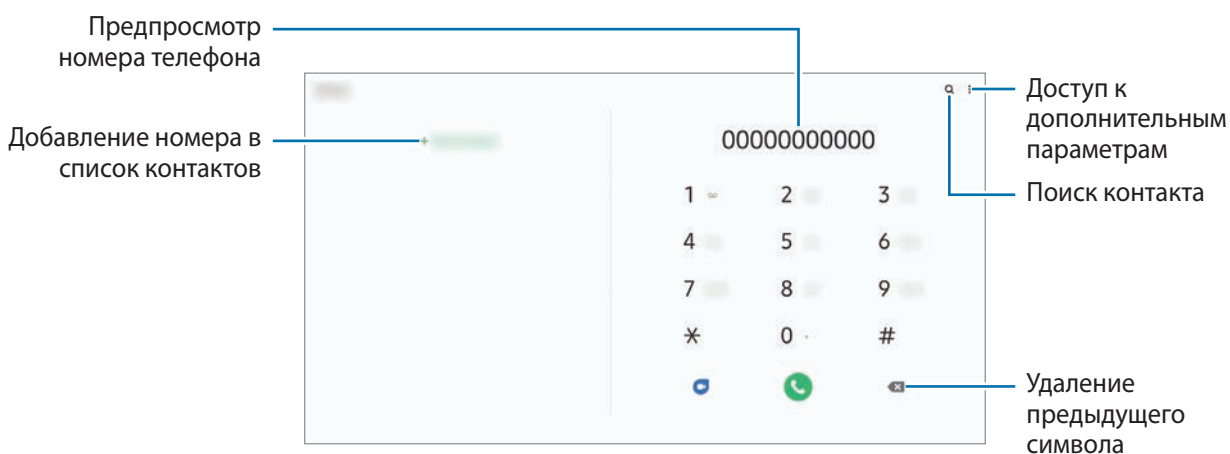 Предпросмотр
номера телефона
Добавление номера в
список контактов
00000000000
1 2 3
4 5 6
7 8 9
* 0 #
Доступ к
дополнительным
параметрам
Поиск контакта
Удаление
предыдущего
символа